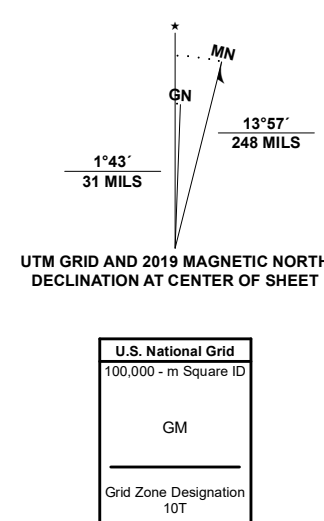 ★
MN
GN
13°57´
248 MILS
1°43´
31 MILS
UTM GRID AND 2019 MAGNETIC NORTH
DECLINATION AT CENTER OF SHEET
U.S. National Grid
100,000 - m Square ID
GM
Grid Zone Designation
10T